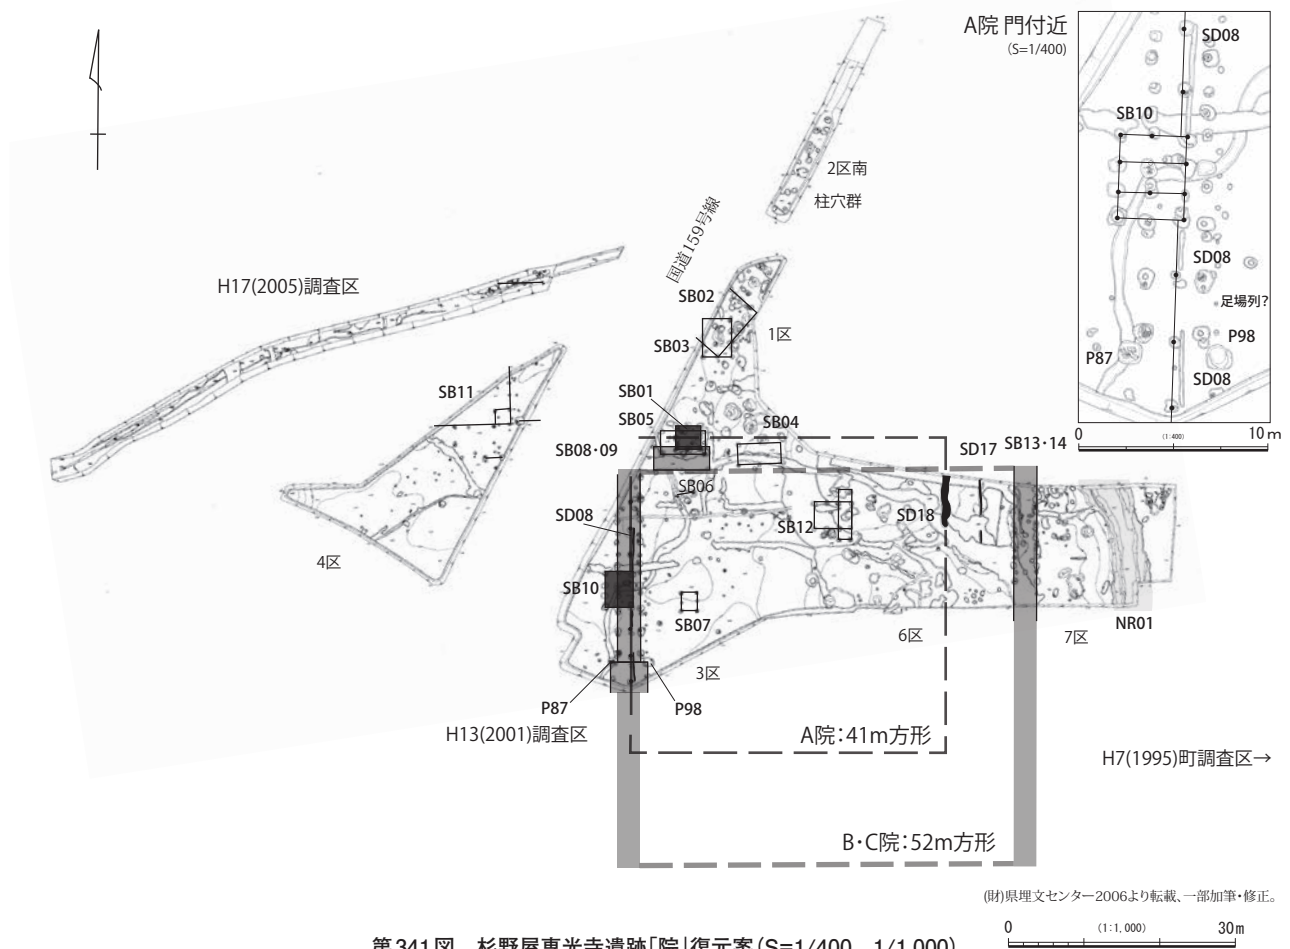 A院 門付近
(S=1/400)
SD08
SB10
SD08
足場列?
P87
P98
SD08
0
(1:400)
10m
2区南
柱穴群
国道159号線
H17(2005)調査区
SB02
1区
SB03
SB11
SB01
SB05
SB04
SB08・09
SD17
SB13・14
SB06
SD08
SB12
SD18
4区
SB10
SB07
6区
7区
NR01
3区
P87
P98
H13(2001)調査区
A院:41m方形
H7(1995)町調査区→
B・C院:52m方形
(財)県埋文センター2006より転載、一部加筆・修正。
0
(1:1,000)
30m
第341図 杉野屋専光寺遺跡「院」復元案(S=1/400、1/1,000)